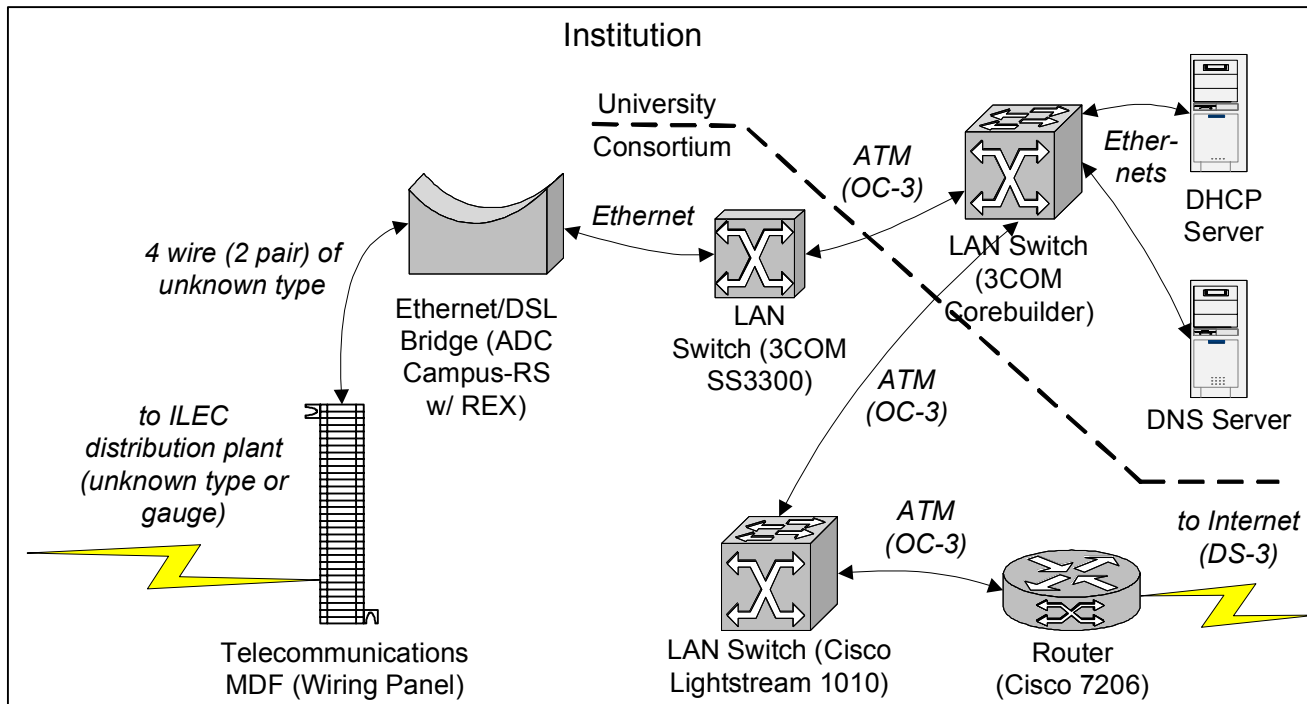 Institution
University
Consortium
ATM
(OC-3)
Ether-
nets
DHCP
Server
Ethernet
4 wire (2 pair) of
unknown type
LAN Switch
(3COM
Corebuilder)
Ethernet/DSL
Bridge (ADC
Campus-RS
w/ REX)
LAN
Switch (3COM
SS3300)
ATM
(OC-3)
DNS Server
to ILEC
distribution plant
(unknown type or
gauge)
ATM
(OC-3)
to Internet
(DS-3)
Telecommunications
MDF (Wiring Panel)
LAN Switch (Cisco
Lightstream 1010)
Router
(Cisco 7206)